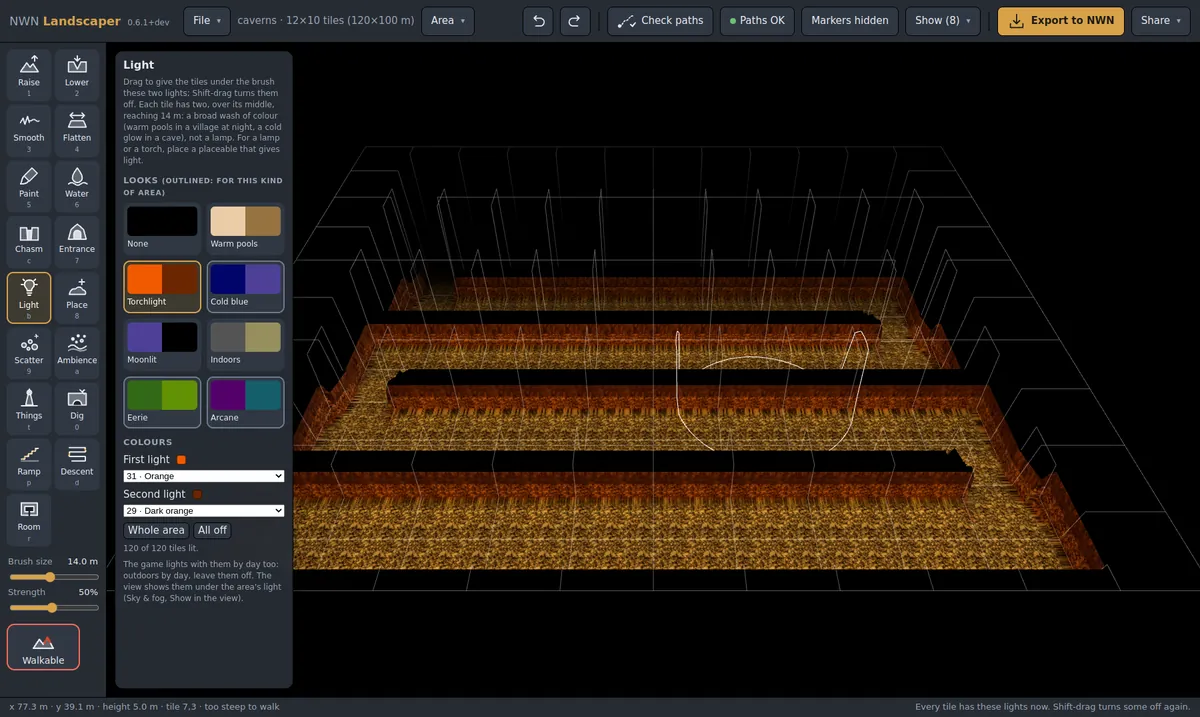 NWN Landscaper 0.6.1+dev
File ▾
caverns · 12×10 tiles (120×100 m)
Area ▾
Check paths
Paths OK
Markers hidden
Show (8) ▾
Export to NWN
Share ▾
Raise
1
Lower
2
Smooth
3
Flatten
4
Paint
5
Water
6
Chasm
c
Entrance
7
Light
b
Place
8
Scatter
9
Ambience
a
Things
t
Dig
0
Ramp
p
Descent
d
Room
r
Brush size 14.0 m
Strength 50%
Walkable
Light
Drag to give the tiles under the brush
these two lights; Shift-drag turns them
off. Each tile has two, over its middle,
reaching 14 m: a broad wash of colour
(warm pools in a village at night, a cold
glow in a cave), not a lamp. For a lamp
or a torch, place a placeable that gives
light.
LOOKS (OUTLINED: FOR THIS KIND
OF AREA)
None
Warm pools
Torchlight
Cold blue
Moonlit
Indoors
Eerie
Arcane
COLOURS
First light
31 · Orange
Second light
29 · Dark orange
Whole area
All off
120 of 120 tiles lit.
The game lights with them by day too:
outdoors by day, leave them off. The
view shows them under the area's light
(Sky & fog, Show in the view).
x 77.3 m · y 39.1 m · height 5.0 m · tile 7,3 · too steep to walk
Every tile has these lights now. Shift-drag turns some off again.